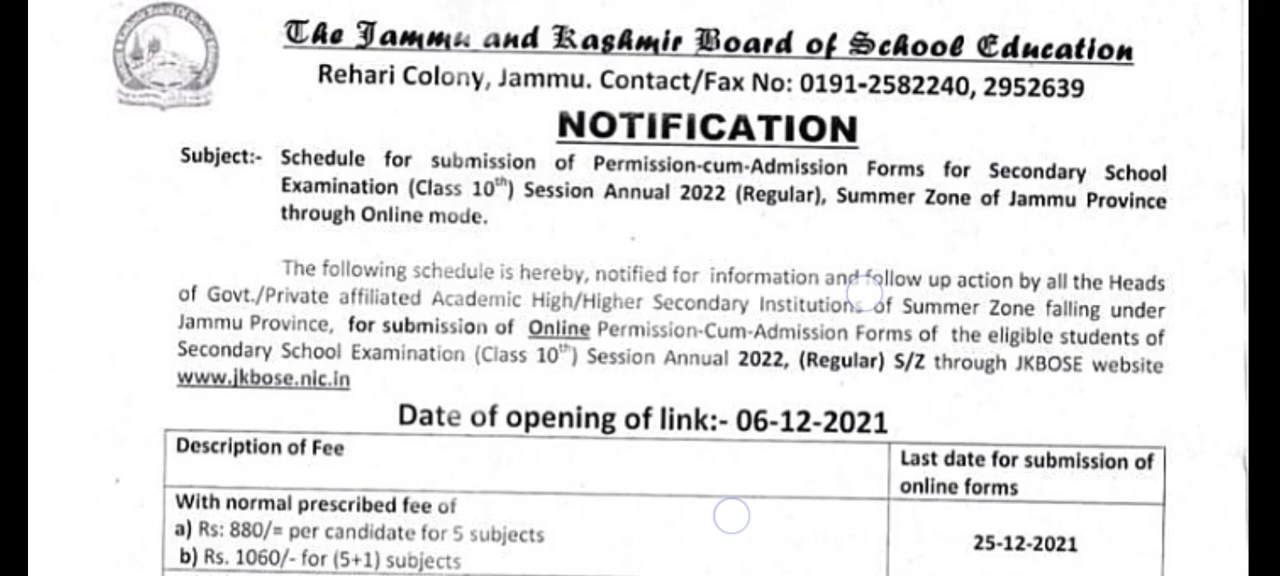 The Jammu and Kashmir Board of School Education
Rehari Colony, Jammu. Contact/Fax No: 0191-2582240, 2952639
NOTIFICATION
Subject:- Schedule for submission of Permission-cum-Admission Forms for Secondary School
Examination (Class 10th) Session Annual 2022 (Regular), Summer Zone of Jammu Province
through Online mode.
The following schedule is hereby, notified for information and follow up action by all the Heads
of Govt./Private affiliated Academic High/Higher Secondary Institutions of Summer Zone falling under
Jammu Province, for submission of Online Permission-Cum-Admission Forms of the eligible students of
Secondary School Examination (Class 10th) Session Annual 2022, (Regular) S/Z through JKBOSE website
www.jkbose.nic.in
Date of opening of link:- 06-12-2021
Description of Fee
Last date for submission of
online forms
With normal prescribed fee of
a) Rs: 880/= per candidate for 5 subjects
b) Rs. 1060/- for (5+1) subjects
25-12-2021